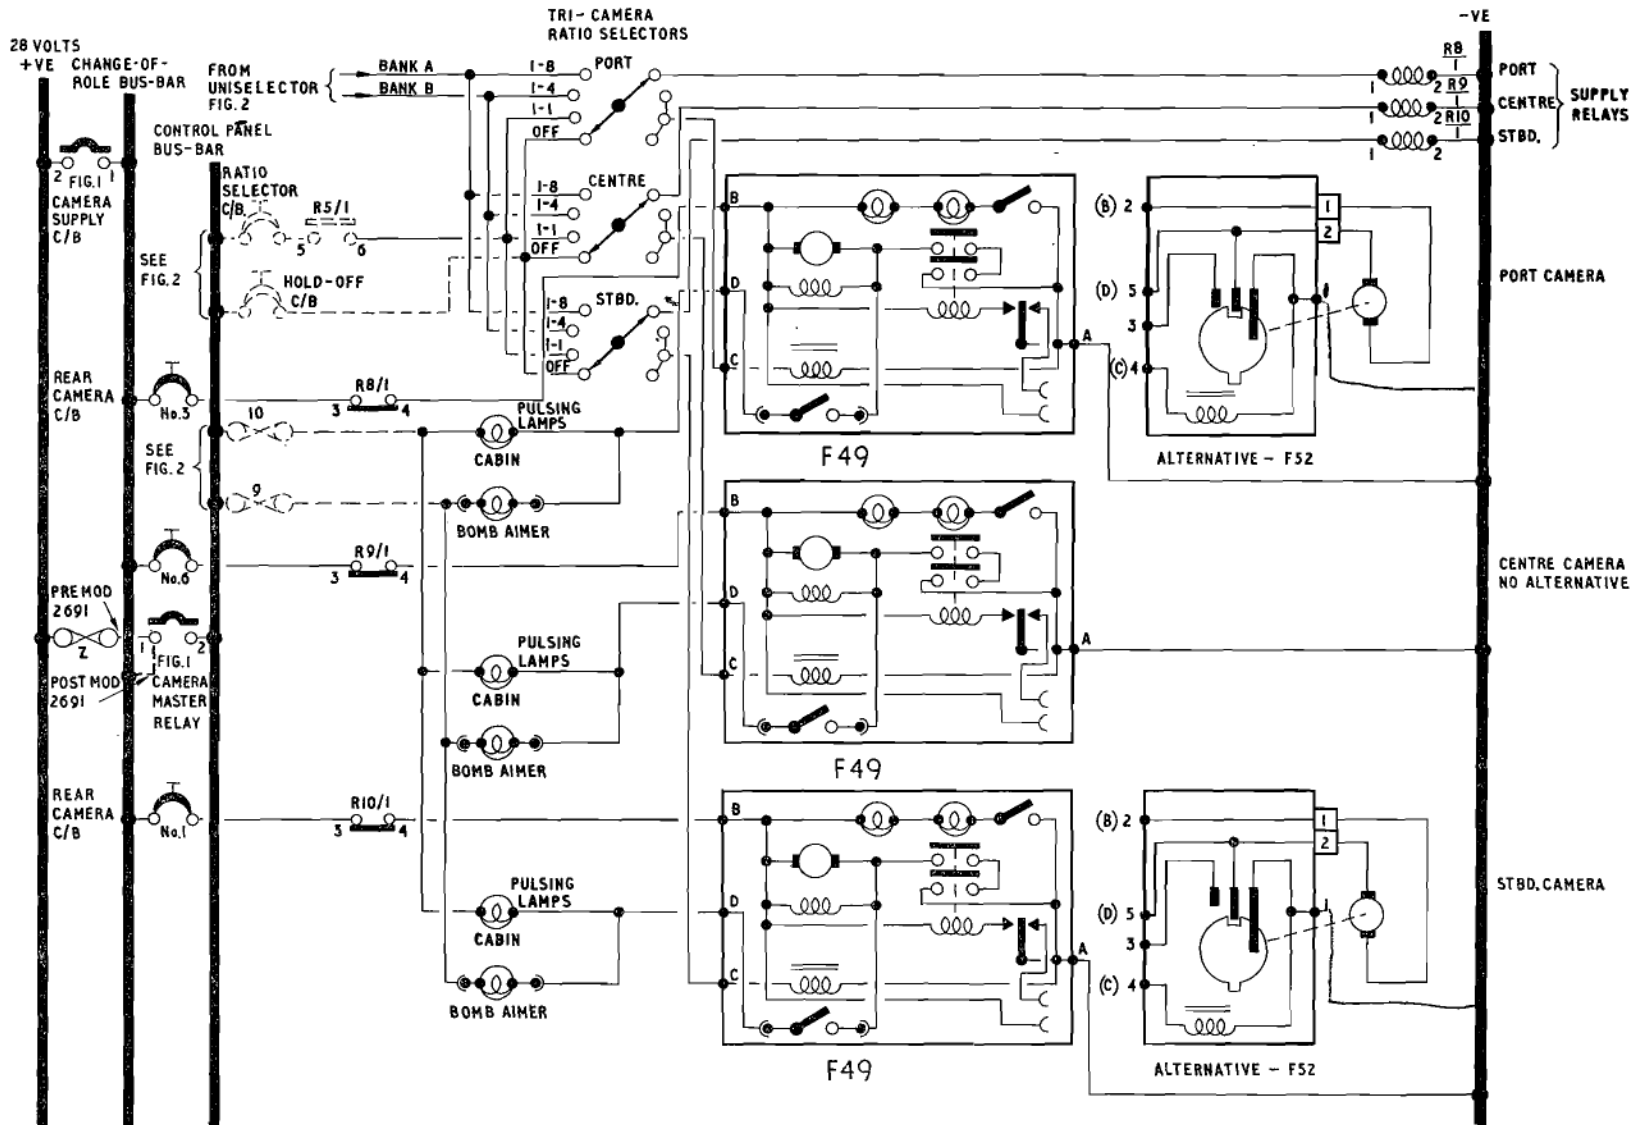 TRI-CAMERA
RATIO SELECTORS
28 VOLTS
+VE
CHANGE-OF-
ROLE BUS-BAR
FROM
UNISELECTOR
FIG. 2
BANK A
BANK B
1-8
1-4
1-1
OFF
PORT
-VE
R8
1
1
2
PORT
R9
1
1
2
CENTRE
R10
1
1
2
STBD.
SUPPLY
RELAYS
CONTROL PANEL
BUS-BAR
2
1
FIG.1
CAMERA
SUPPLY
C/B
RATIO
SELECTOR
C/B
R5/1
5
6
SEE
FIG. 2
HOLD-OFF
C/B
CENTRE
1-8
1-4
1-1
OFF
STBD.
1-8
1-4
1-1
OFF
B
D
C
A
F49
(B) 2
(D) 5
3
(C) 4
1
2
ALTERNATIVE - F52
PORT CAMERA
REAR
CAMERA
C/B
No.3
R8/1
3
4
10
SEE
FIG. 2
9
PULSING
LAMPS
CABIN
BOMB AIMER
No.6
R9/1
3
4
B
D
C
A
F49
CENTRE CAMERA
NO ALTERNATIVE
PRE MOD
2691
Z
1
2
FIG.1
CAMERA
MASTER
RELAY
POST MOD
2691
PULSING
LAMPS
CABIN
BOMB AIMER
REAR
CAMERA
C/B
No.1
R10/1
3
4
PULSING
LAMPS
CABIN
BOMB AIMER
B
D
C
A
F49
(B) 2
(D) 5
3
(C) 4
1
2
ALTERNATIVE - F52
STBD. CAMERA